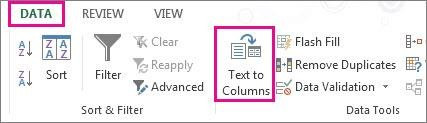 DATA REVIEW VIEW
A Z Z A Sort Filter Clear Reapply Advanced
Z A
Sort & Filter
Text to Columns
Flash Fill
Remove Duplicates
Data Validation
Data Tools